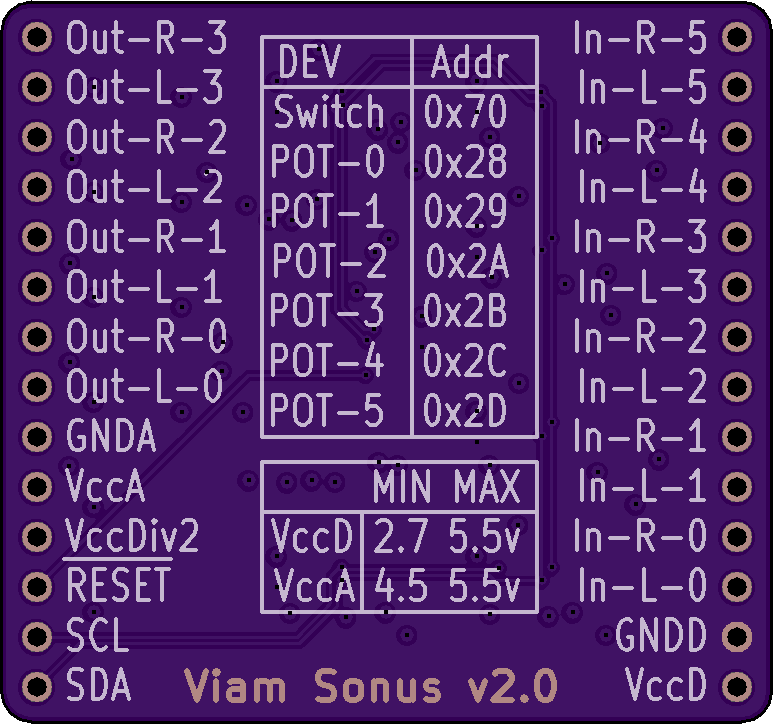 Out-R-3
Out-L-3
Out-R-2
Out-L-2
Out-R-1
Out-L-1
Out-R-0
Out-L-0
GNDA
VccA
VccDiv2
RESET
SCL
SDA
DEV Addr
Switch 0x70
POT-0 0x28
POT-1 0x29
POT-2 0x2A
POT-3 0x2B
POT-4 0x2C
POT-5 0x2D
MIN MAX
VccD 2.7 5.5v
VccA 4.5 5.5v
Viam Sonus v2.0
In-R-5
In-L-5
In-R-4
In-L-4
In-R-3
In-L-3
In-R-2
In-L-2
In-R-1
In-L-1
In-R-0
In-L-0
GNDD
VccD